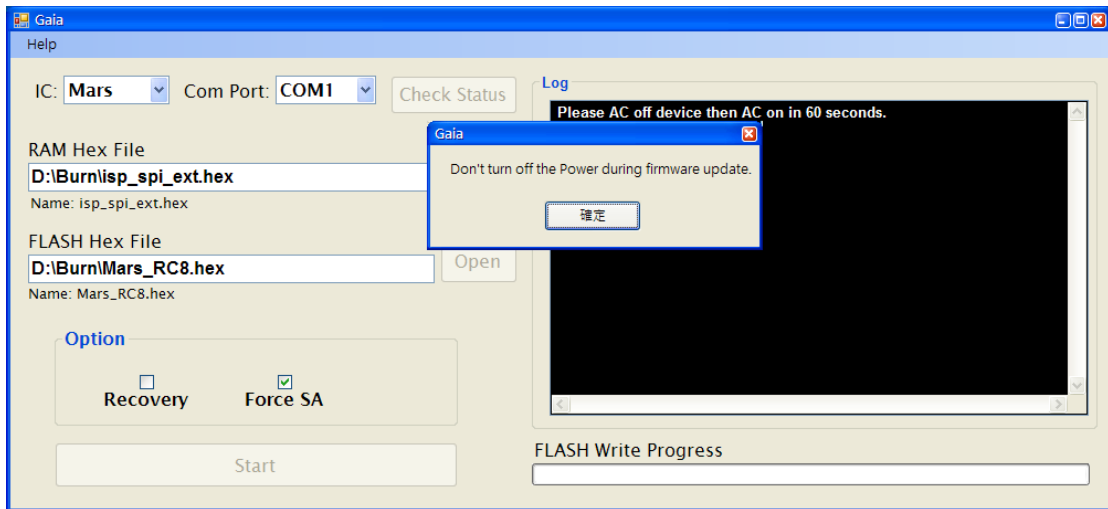 Gaia
Help
IC: Mars Com Port: COM1 Check Status
RAM Hex File
D:\Burn\isp_spi_ext.hex
Name: isp_spi_ext.hex
FLASH Hex File
D:\Burn\Mars_RC8.hex
Open
Name: Mars_RC8.hex
Option
Recovery
Force SA
Start
Log
Please AC off device then AC on in 60 seconds.
Gaia
Don't turn off the Power during firmware update.
確定
FLASH Write Progress